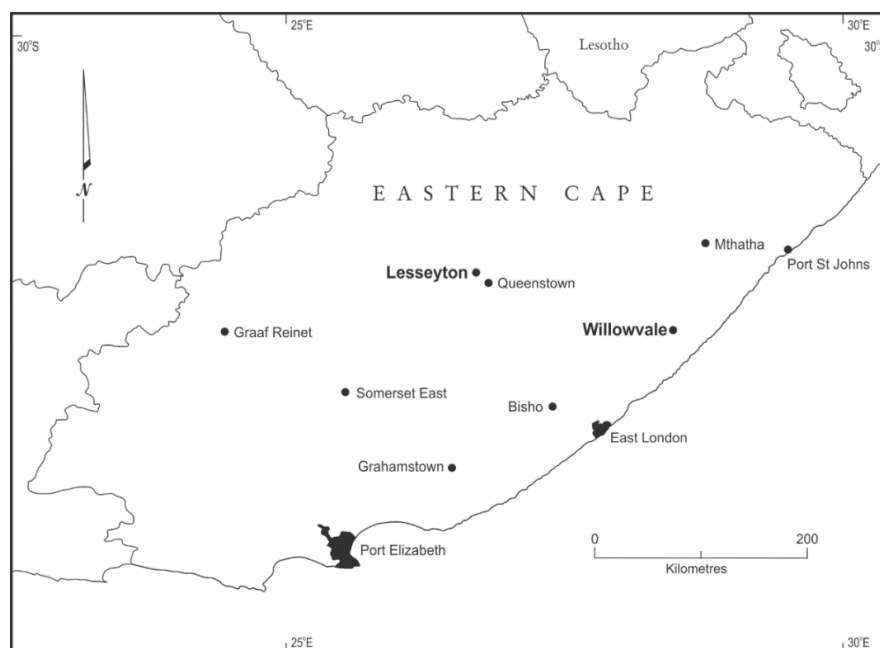 25°E
30°E
30°S
30°S
Lesotho
N
EASTERN CAPE
Mthatha
Port St Johns
Lesseyton
Queenstown
Graaf Reinet
Willowvale
Somerset East
Bisho
East London
Grahamstown
Port Elizabeth
0 200
Kilometres
25°E
30°E